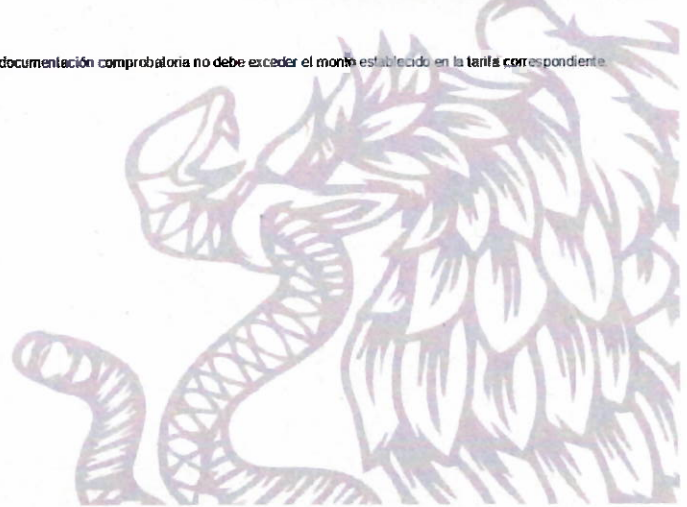 documentación comprobatoria no debe exceder el monto establecido en la tarifa correspondiente